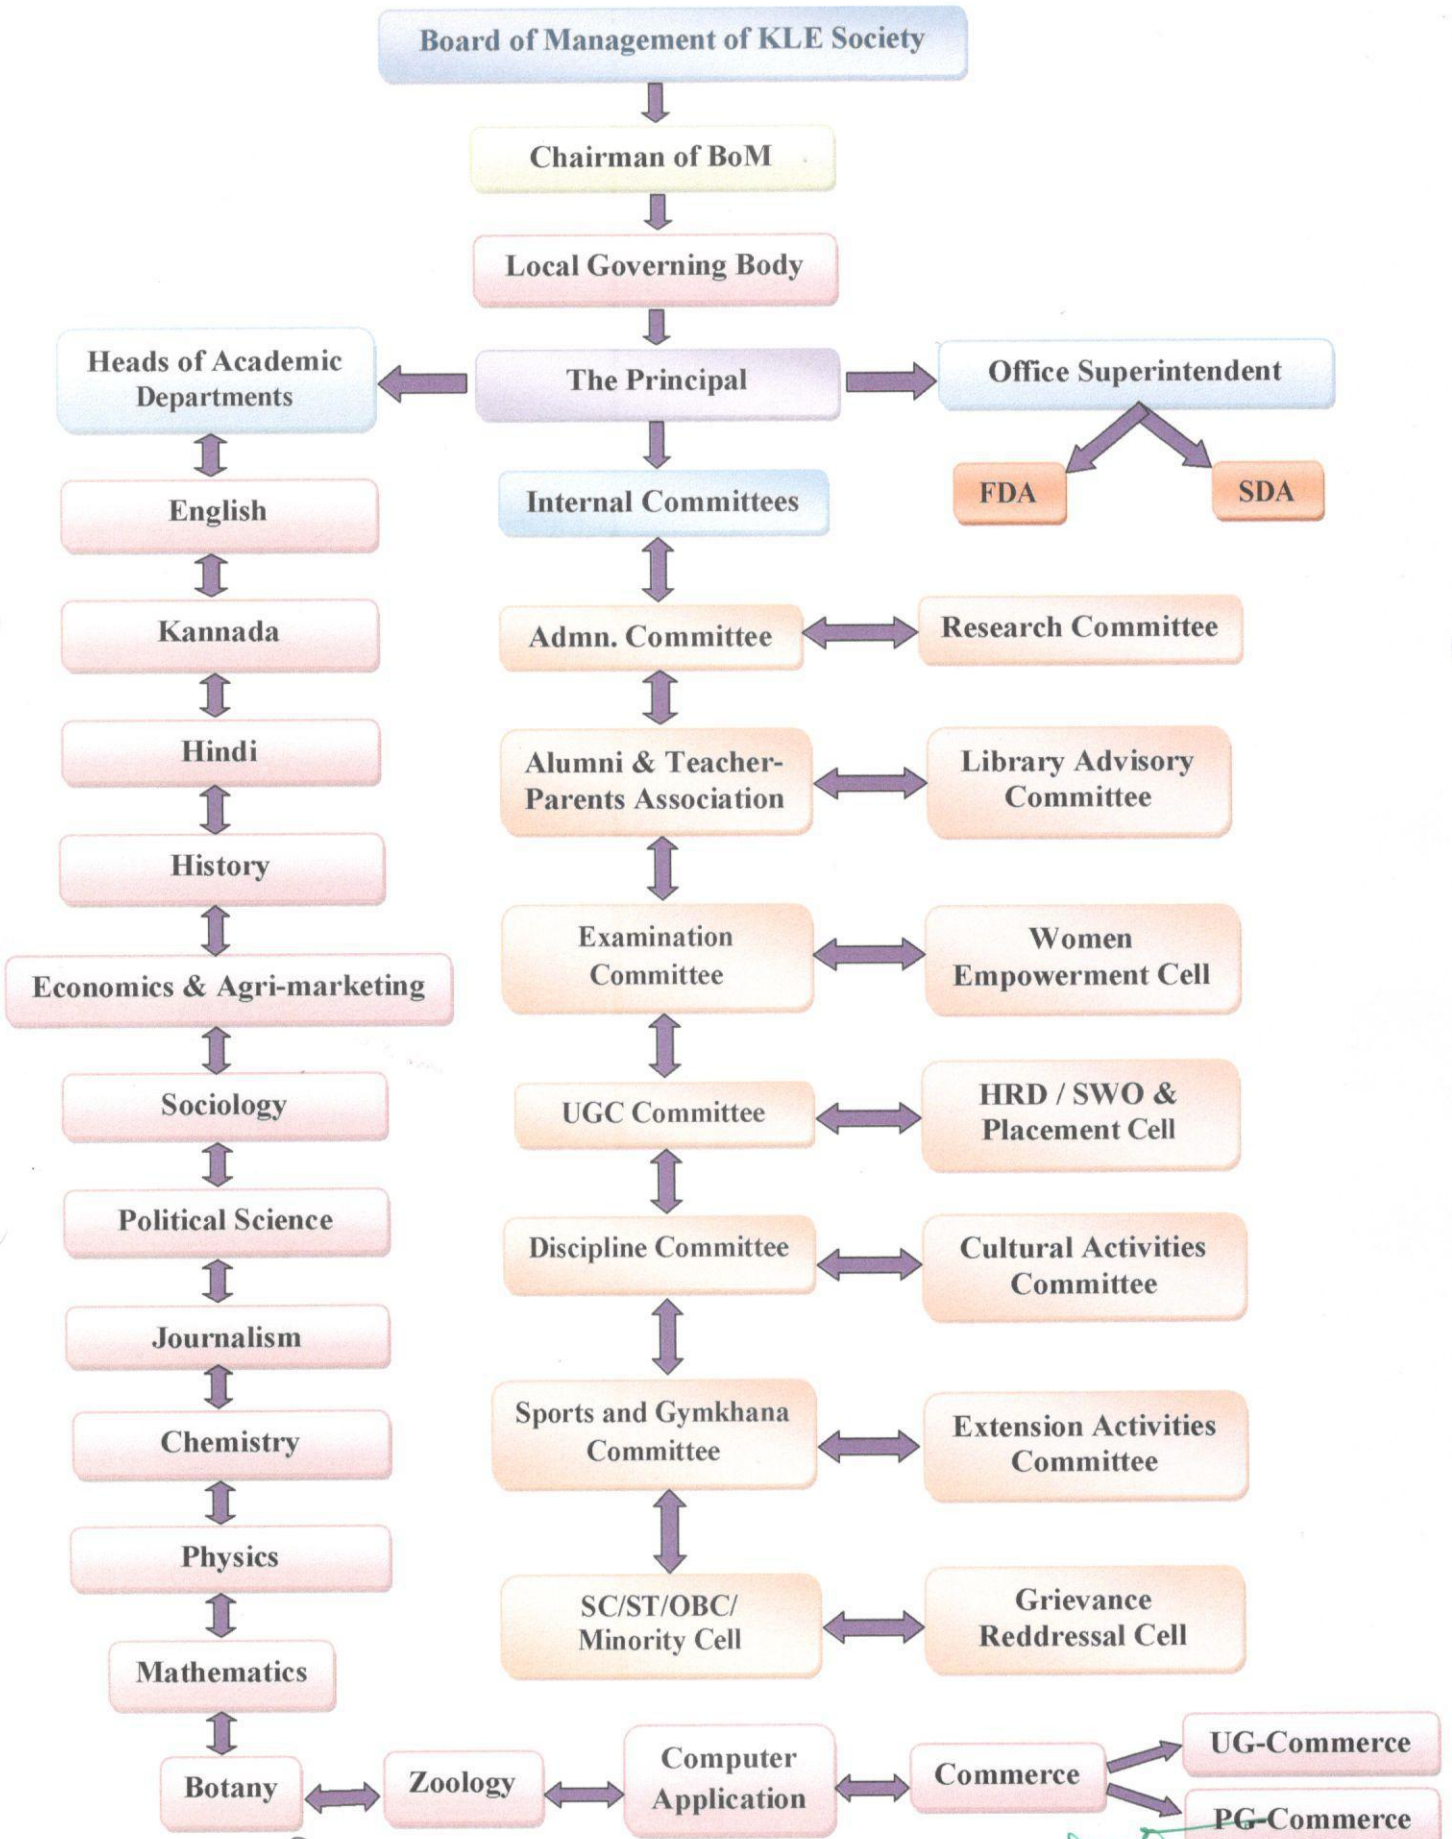 Board of Management of KLE Society
Chairman of BoM
Local Governing Body
Heads of Academic
Departments
The Principal
Office Superintendent
FDA
SDA
English
Internal Committees
Kannada
Admn. Committee
Research Committee
Hindi
Alumni & Teacher-
Parents Association
Library Advisory
Committee
History
Examination
Committee
Women
Empowerment Cell
Economics & Agri-marketing
Sociology
UGC Committee
HRD / SWO &
Placement Cell
Political Science
Discipline Committee
Cultural Activities
Committee
Journalism
Chemistry
Sports and Gymkhana
Committee
Extension Activities
Committee
Physics
SC/ST/OBC/
Minority Cell
Grievance
Reddressal Cell
Mathematics
Botany
Zoology
Computer
Application
Commerce
UG-Commerce
PG-Commerce